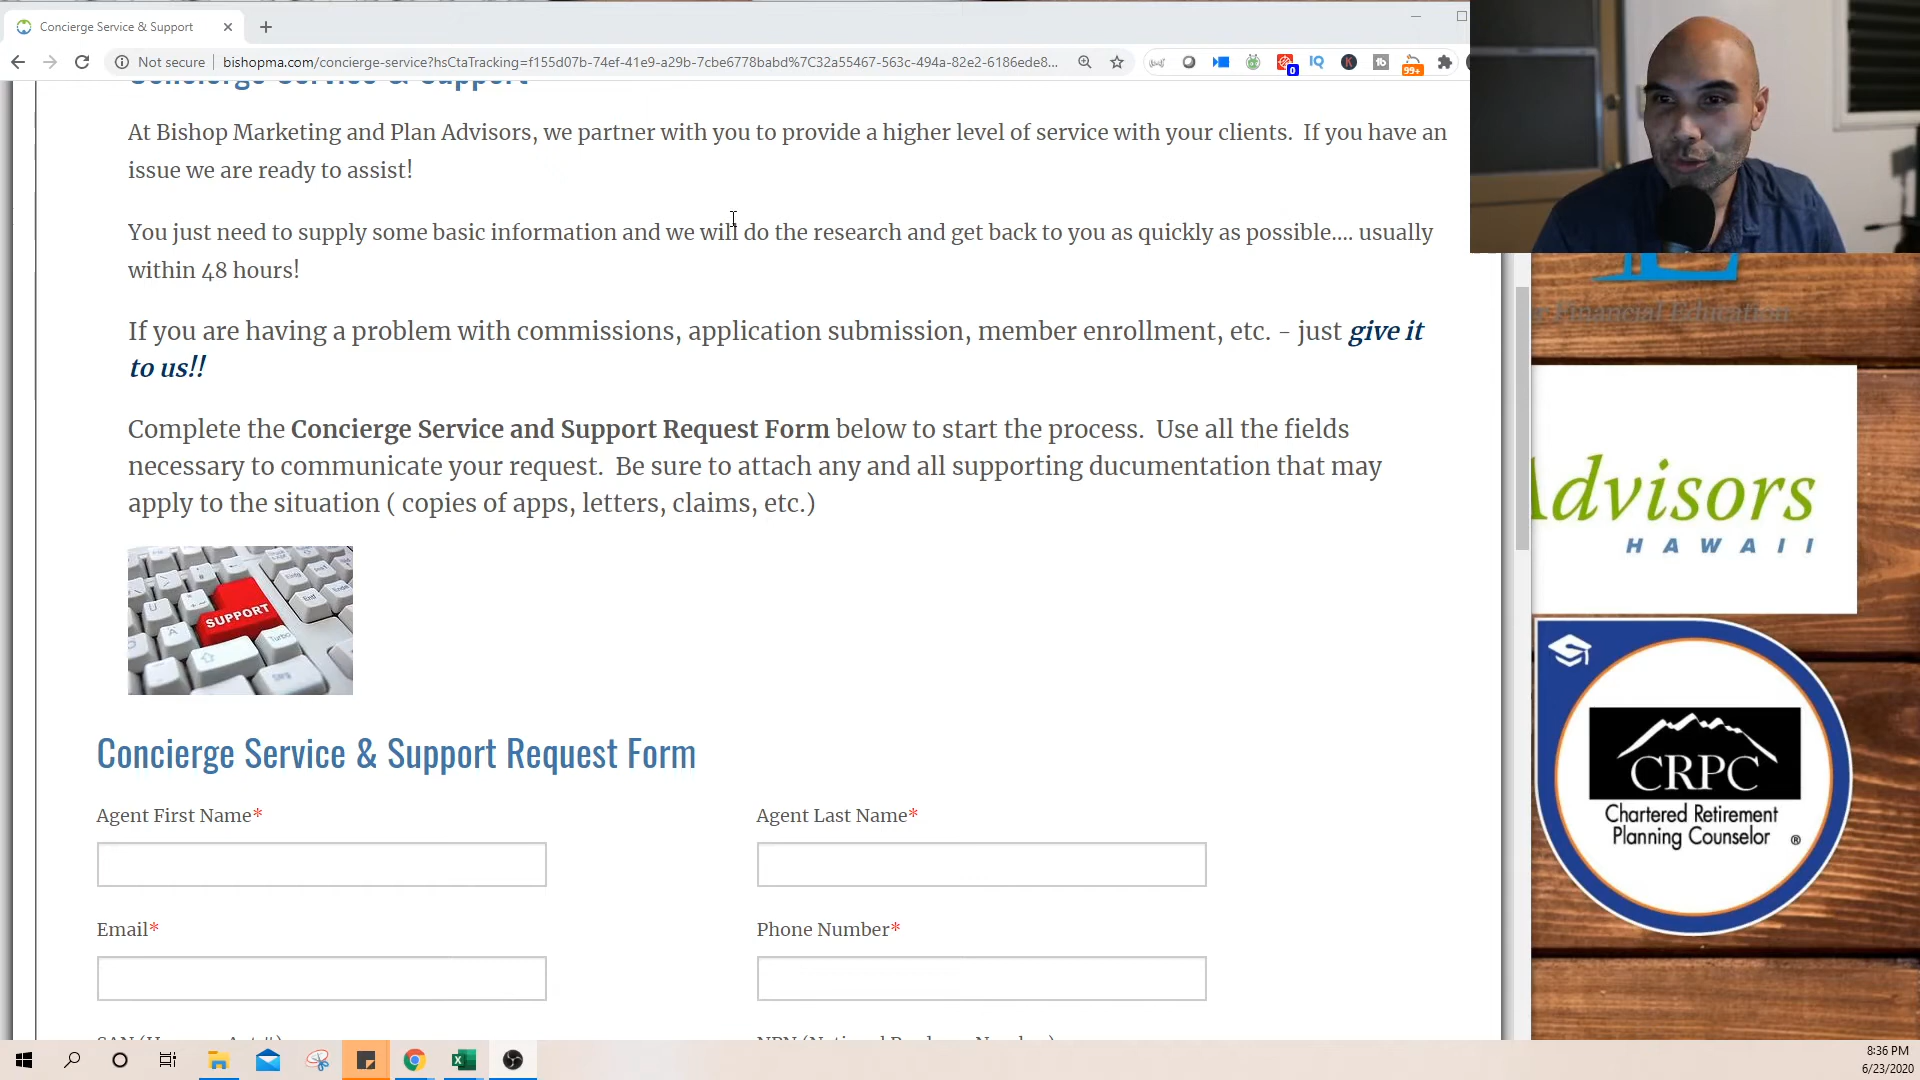 Concierge Service & Support
Not secure
bishopma.com/concierge-service?hsCtaTracking=f155d07b-74ef-41e9-a29b-7cbe6778babd%7C32a55467-563c-494a-82e2-6186ede8...
IQ
K
0
99+
Concierge Service & Support
At Bishop Marketing and Plan Advisors, we partner with you to provide a higher level of service with your clients. If you have an
issue we are ready to assist!
You just need to supply some basic information and we will do the research and get back to you as quickly as possible.... usually
within 48 hours!
If you are having a problem with commissions, application submission, member enrollment, etc. - just give it
to us!!
Complete the Concierge Service and Support Request Form below to start the process. Use all the fields
necessary to communicate your request. Be sure to attach any and all supporting ducumentation that may
apply to the situation ( copies of apps, letters, claims, etc.)
SUPPORT
Concierge Service & Support Request Form
Agent First Name*
Agent Last Name*
Email*
Phone Number*
Financial Education
Advisors
HAWAII
CRPC
Chartered Retirement
Planning Counselor ®
8:36 PM
6/23/2020